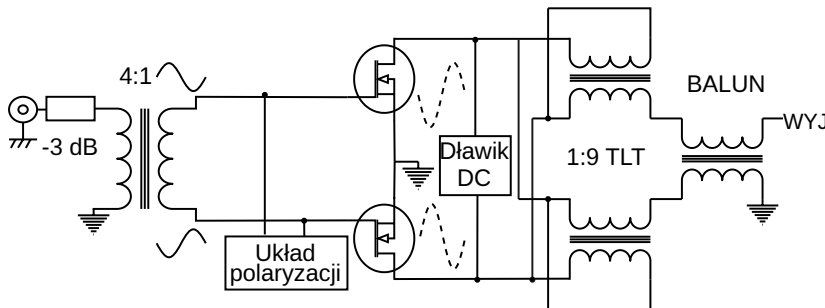 4:1
-3 dB
Układ
polaryzacji
Dławik
DC
1:9 TLT
BALUN
WYJ